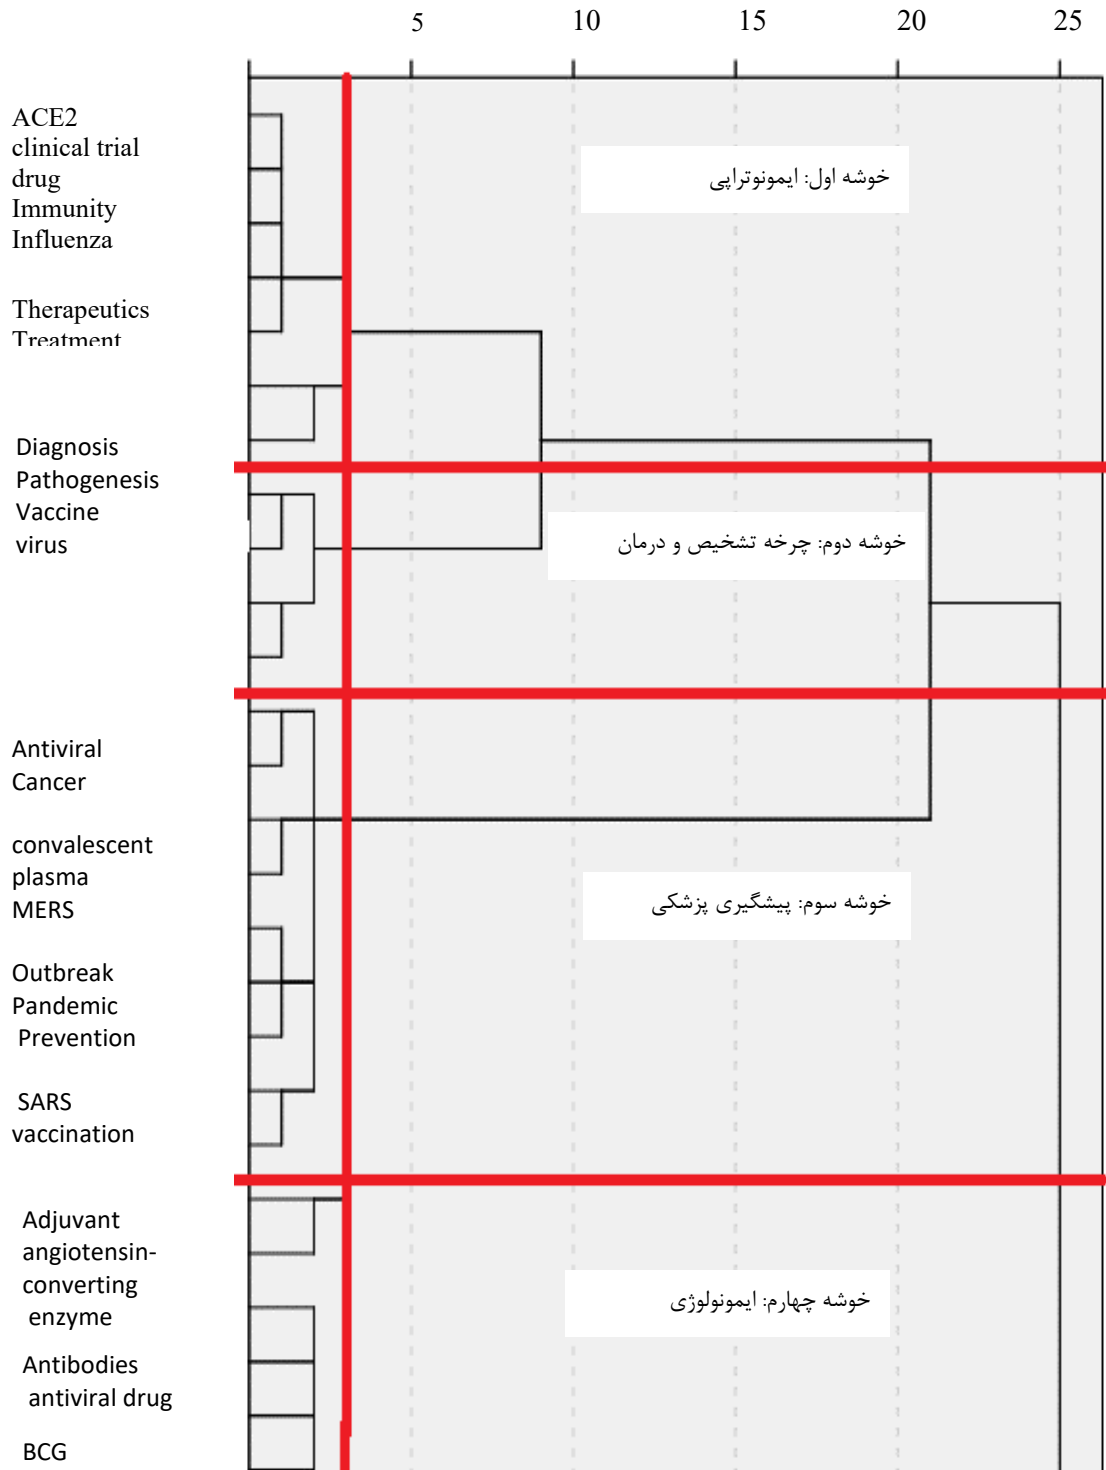 5 10 15 20 25
ACE2
clinical trial
drug
Immunity
Influenza
Therapeutics
Treatment
خوشه اول: ایمونوتراپی
Diagnosis
Pathogenesis
Vaccine
virus
خوشه دوم: چرخه تشخیص و درمان
Antiviral
Cancer
convalescent
plasma
MERS
Outbreak
Pandemic
Prevention
SARS
vaccination
خوشه سوم: پیشگیری پزشکی
Adjuvant
angiotensin-
converting
enzyme
Antibodies
antiviral drug
BCG
خوشه چهارم: ایمونولوژی